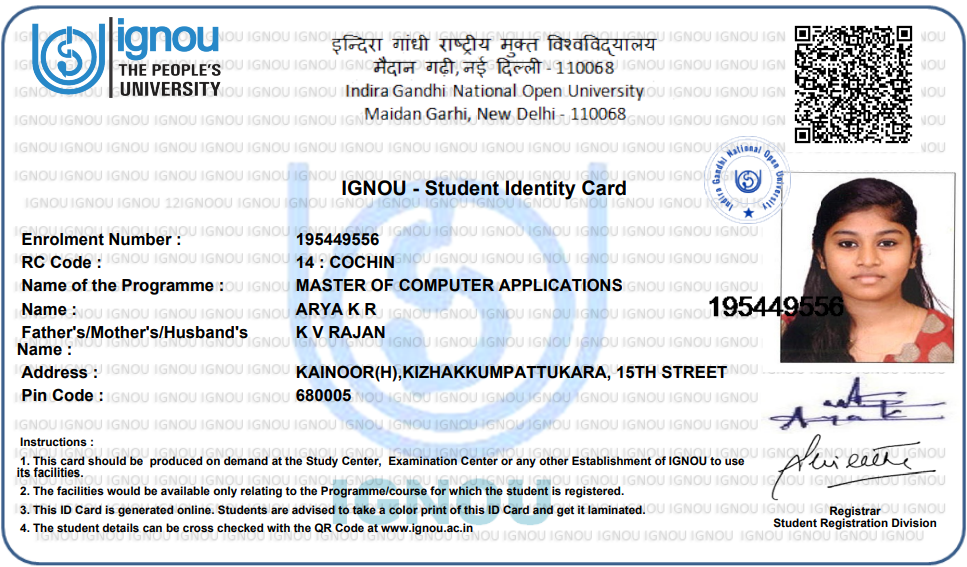 ignou
THE PEOPLE'S
UNIVERSITY
इन्दिरा गांधी राष्ट्रीय मुक्त विश्वविद्यालय
मैदान गढ़ी, नई दिल्ली - 110068
Indira Gandhi National Open University
Maidan Garhi, New Delhi - 110068
Indira Gandhi National Open University
IGNOU - Student Identity Card
Enrolment Number : 195449556
RC Code : 14 : COCHIN
Name of the Programme : MASTER OF COMPUTER APPLICATIONS
195449556
Name : ARYA K R
Father's/Mother's/Husband's K V RAJAN
Name :
Address : KAINOOR(H),KIZHAKKUMPATTUKARA, 15TH STREET
Pin Code : 680005
Instructions :
1. This card should be produced on demand at the Study Center, Examination Center or any other Establishment of IGNOU to use
its facilities.
2. The facilities would be available only relating to the Programme/course for which the student is registered.
3. This ID Card is generated online. Students are advised to take a color print of this ID Card and get it laminated.
4. The student details can be cross checked with the QR Code at www.ignou.ac.in
IGNOU
Registrar
Student Registration Division